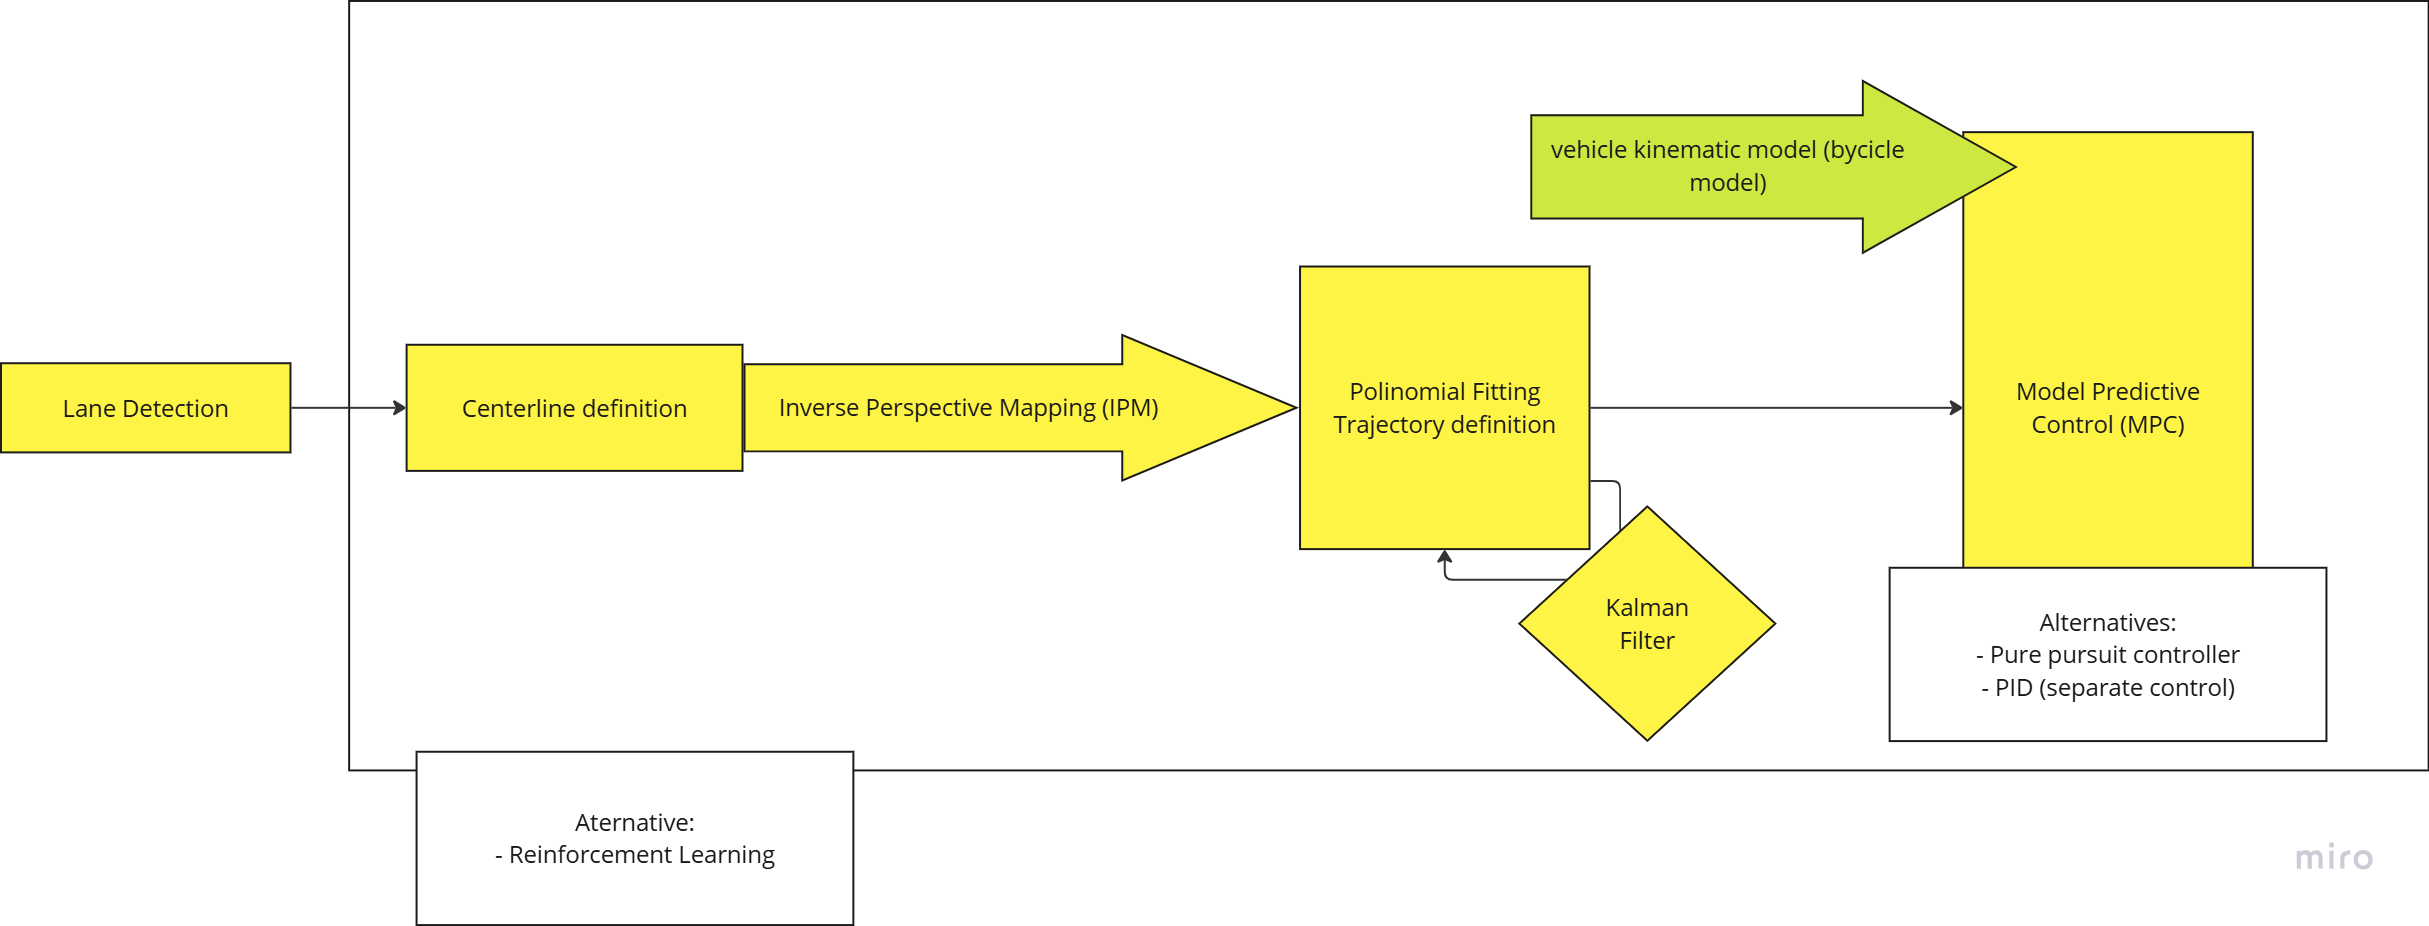 vehicle kinematic model (bycicle
model)
Lane Detection
Centerline definition
Inverse Perspective Mapping (IPM)
Polinomial Fitting
Trajectory definition
Model Predictive
Control (MPC)
Kalman
Filter
Alternatives:
- Pure pursuit controller
- PID (separate control)
Aternative:
- Reinforcement Learning
miro